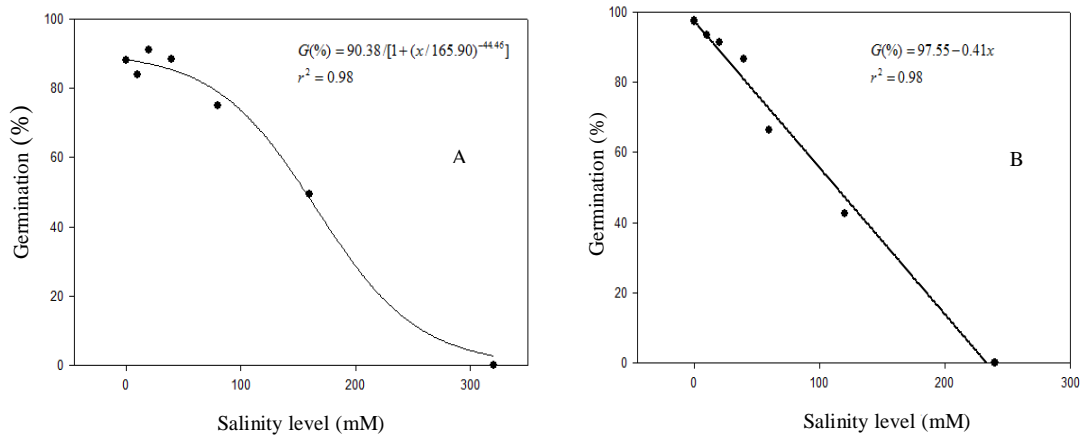 100
80
60
40
20
0
Germination (%)
G(%) = 90.38/[1+(x/165.90)^-44.46]
r² = 0.98
A
0 100 200 300
Salinity level (mM)
100
80
60
40
20
0
Germination (%)
G(%) = 97.55−0.41x
r² = 0.98
B
0 100 200 300
Salinity level (mM)